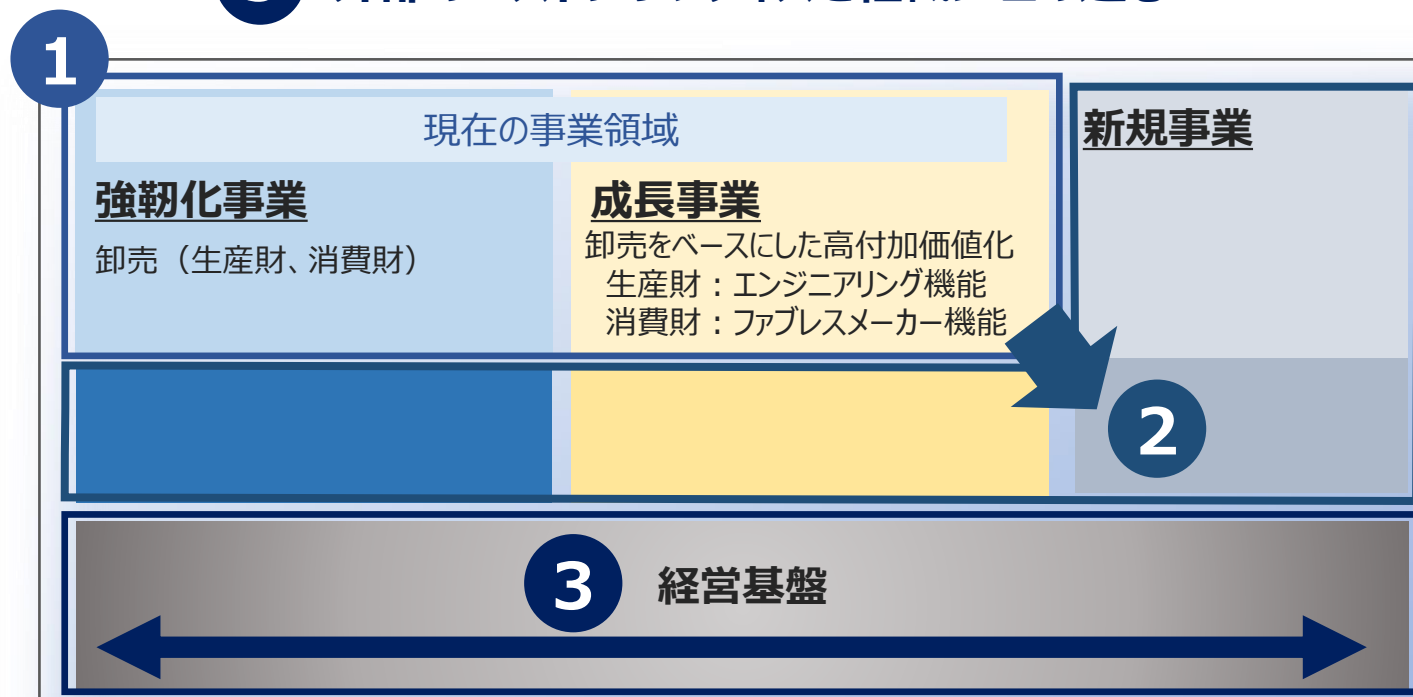 1
現在の事業領域
強靭化事業
卸売（生産財、消費財）
成長事業
卸売をベースにした高付加価値化
生産財：エンジニアリング機能
消費財：ファブレスメーカー機能
新規事業
2
3 経営基盤